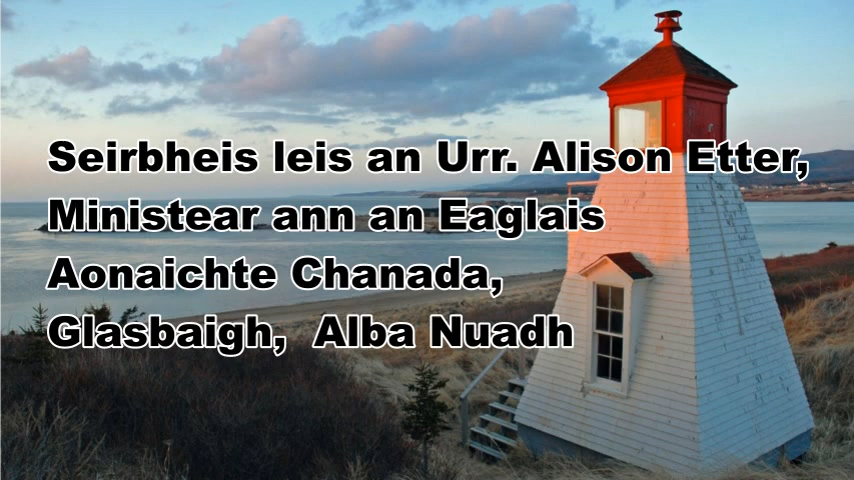 Seirbheis leis an Urr. Alison Etter,
Ministear ann an Eaglais
Aonaichte Chanada,
Glasbaigh,  Alba Nuadh